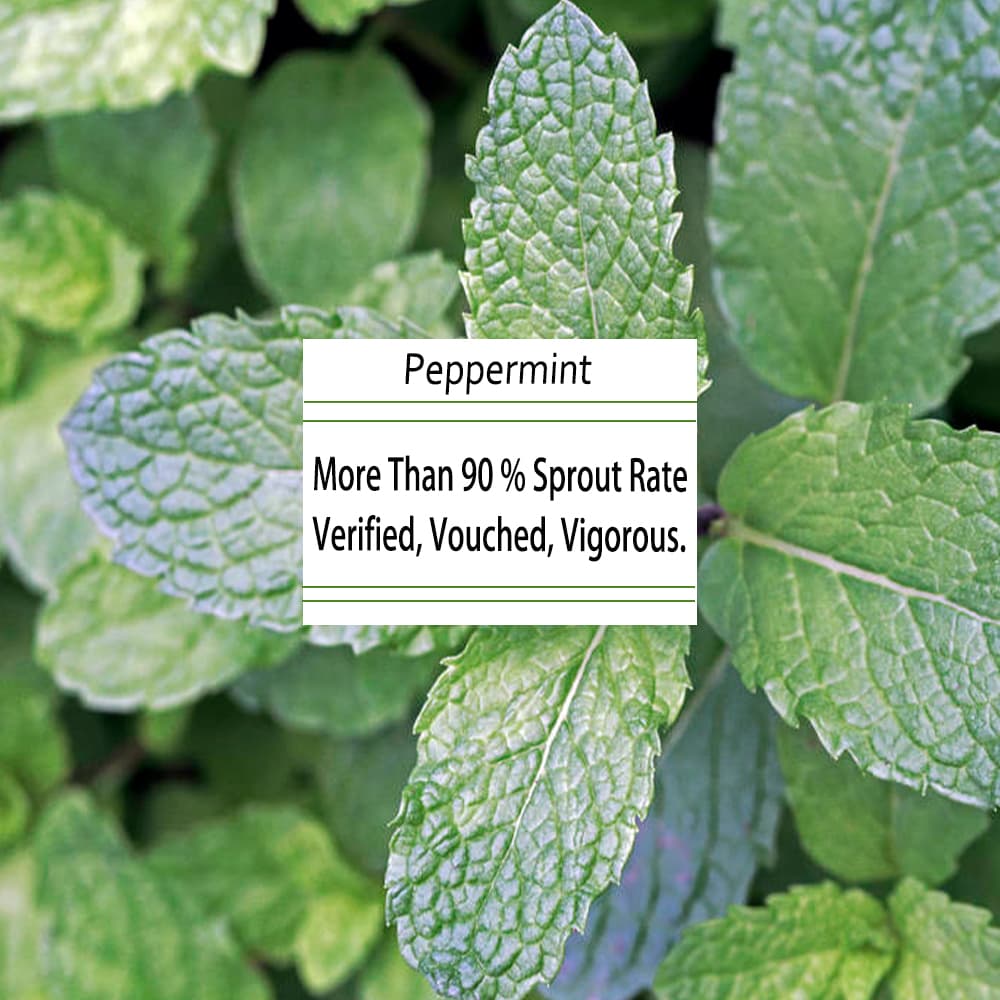 Peppermint
More Than 90 % Sprout Rate
Verified, Vouched, Vigorous.